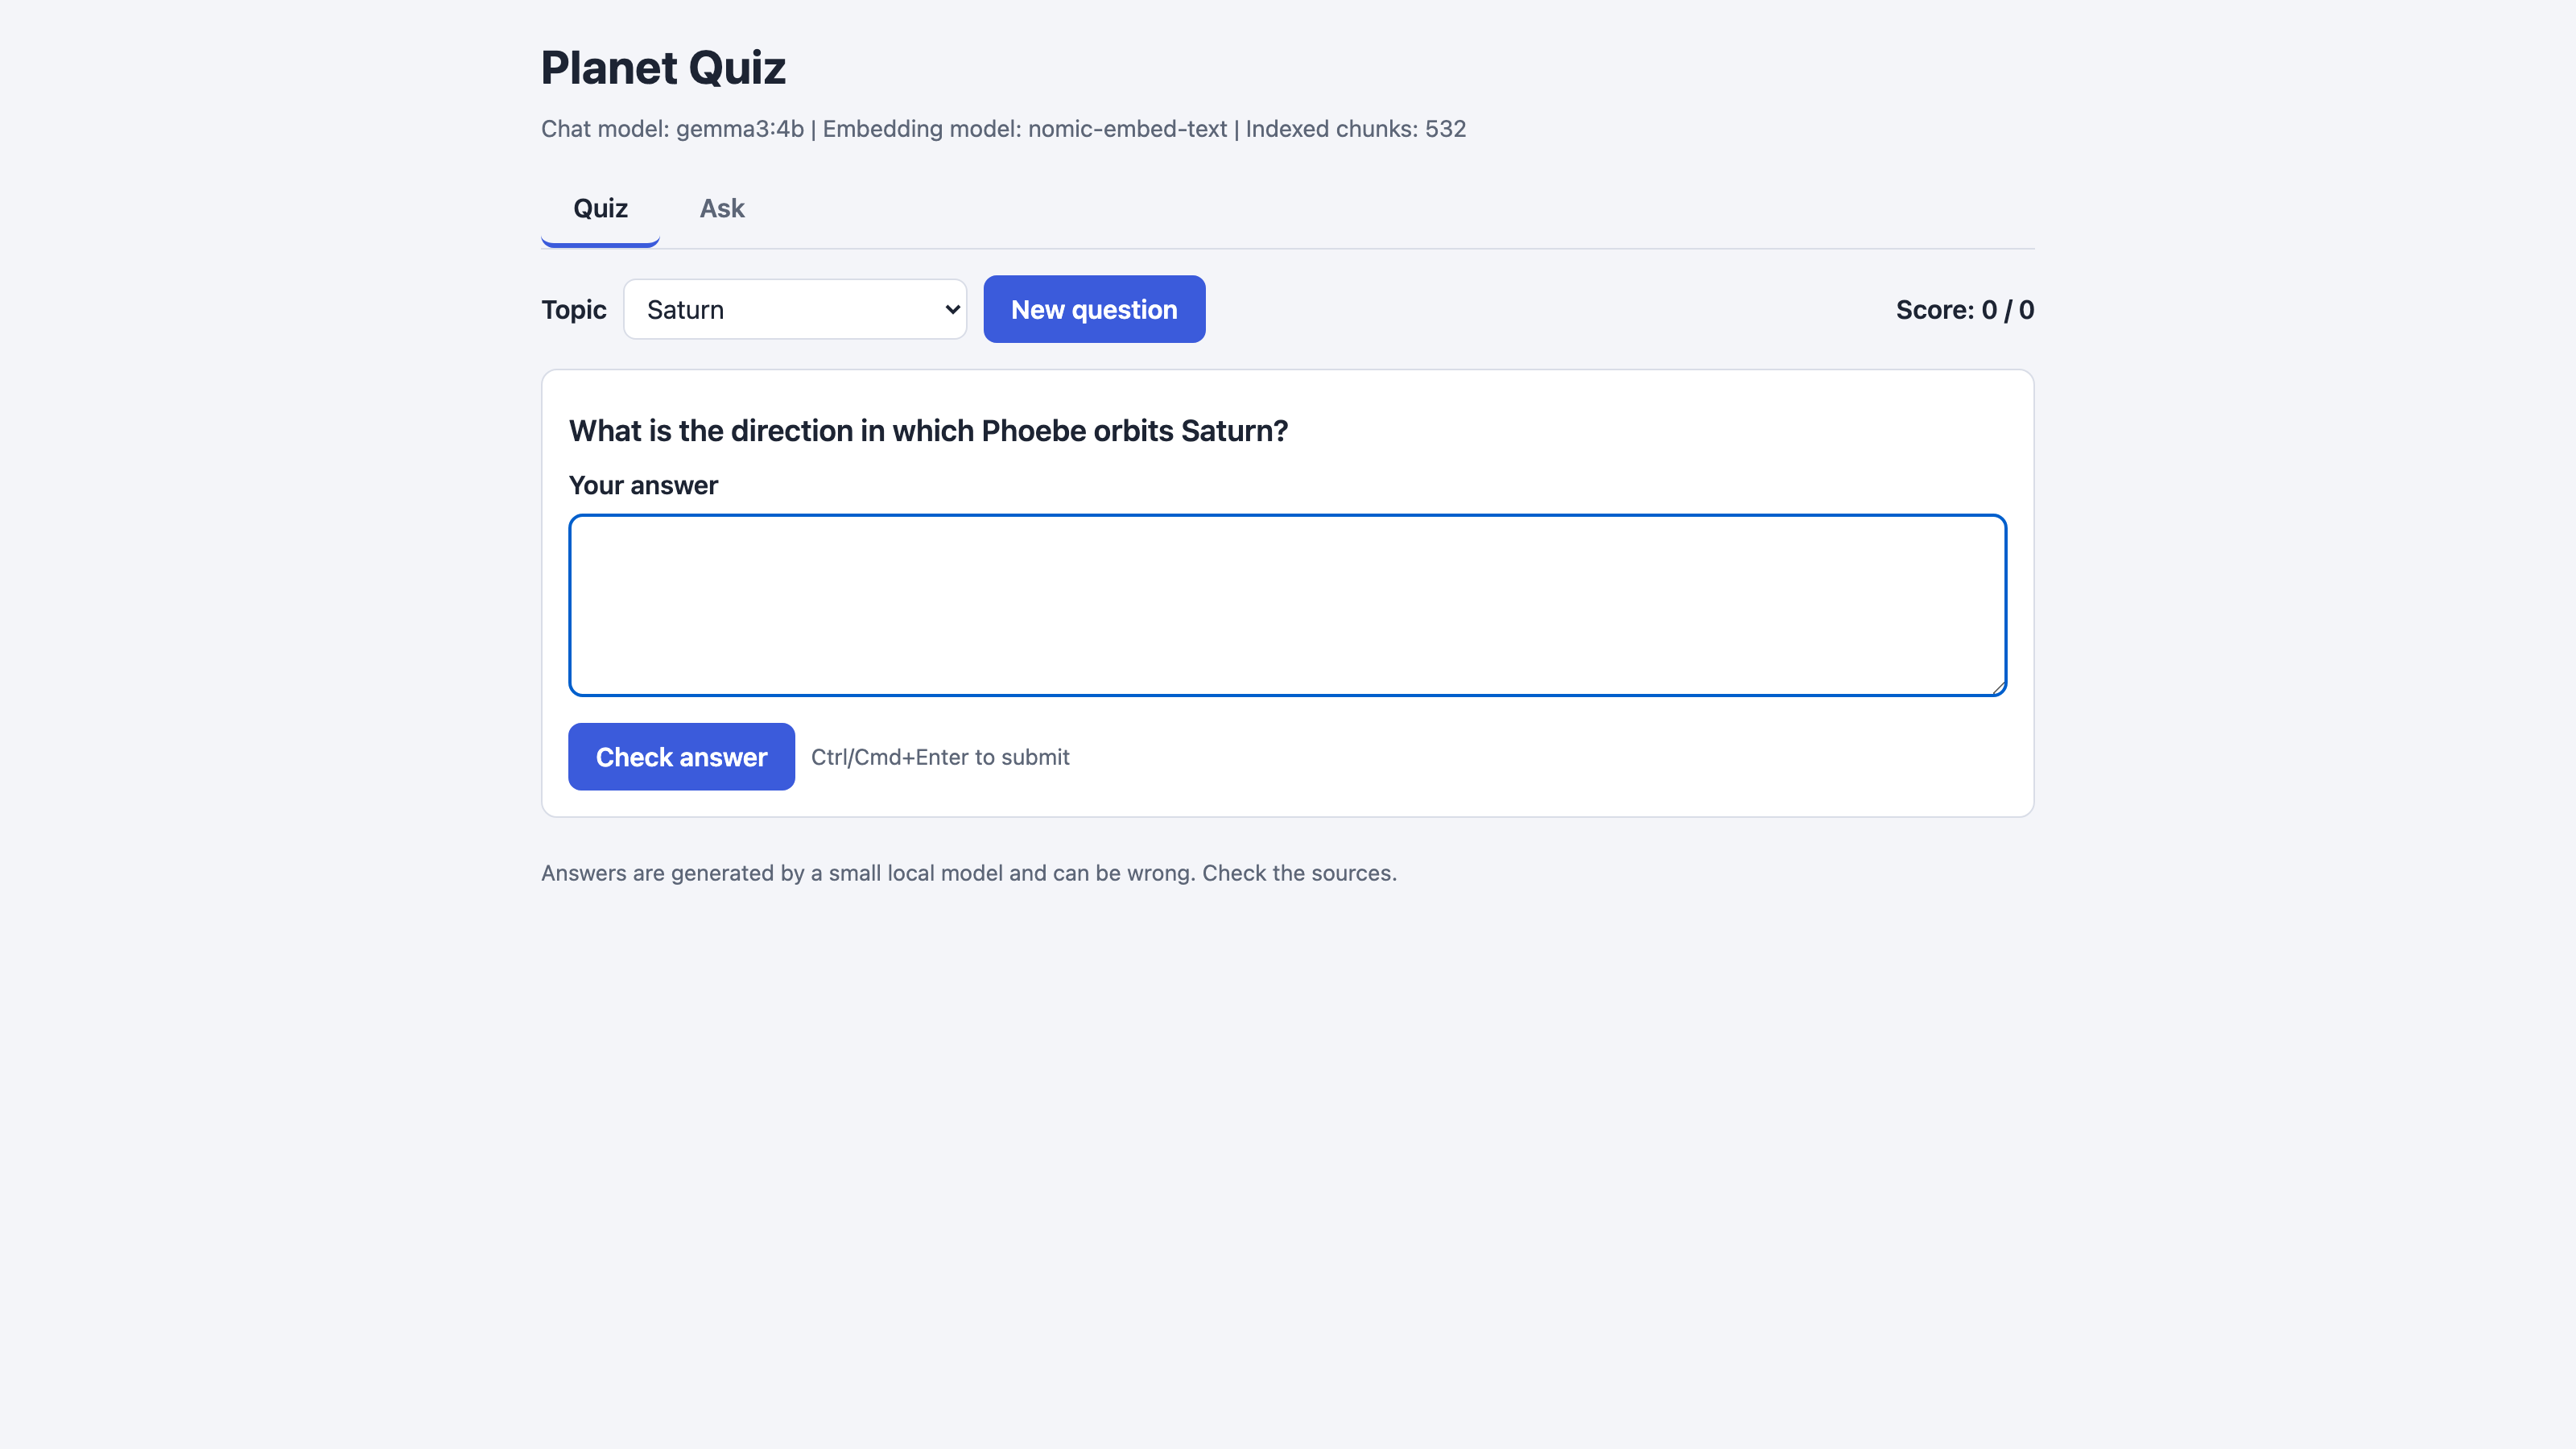 Planet Quiz
Chat model: gemma3:4b | Embedding model: nomic-embed-text | Indexed chunks: 532
Quiz Ask
Topic Saturn New question Score: 0 / 0
What is the direction in which Phoebe orbits Saturn?
Your answer
Check answer Ctrl/Cmd+Enter to submit
Answers are generated by a small local model and can be wrong. Check the sources.